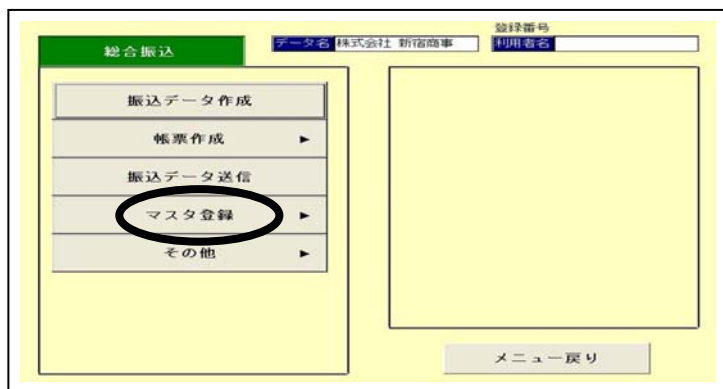 総合振込
データ名 株式会社 新宿商事
登録番号
利用者名
振込データ作成
帳票作成 ►
振込データ送信
マスタ登録 ►
その他 ►
メニュー戻り